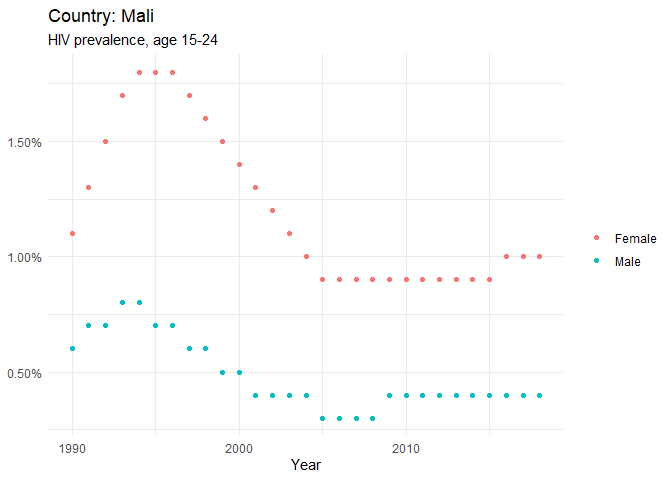 Country: Mali
HIV prevalence, age 15-24
1.50%
1.00%
0.50%
1990 2000 2010
Year
Female
Male